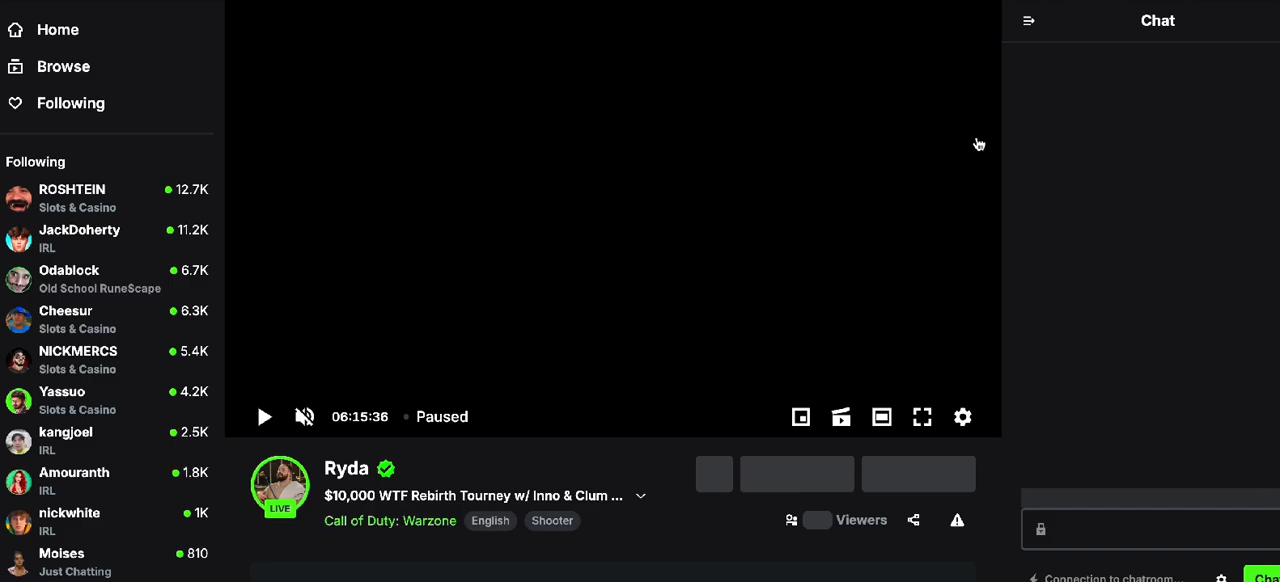 Home
Browse
Following
Following
ROSHTEIN 12.7K
Slots & Casino
JackDoherty 11.2K
IRL
Odablock 6.7K
Old School RuneScape
Cheesur 6.3K
Slots & Casino
NICKMERCS 5.4K
Slots & Casino
Yassuo 4.2K
Slots & Casino
kangjoel 2.5K
IRL
Amouranth 1.8K
IRL
nickwhite 1K
IRL
Moises 810
Just Chatting
06:15:36 Paused
Ryda
LIVE
$10,000 WTF Rebirth Tourney w/ Inno & Clum ...
Call of Duty: Warzone English Shooter
Viewers
Chat
Connection to chatroom...
Cha